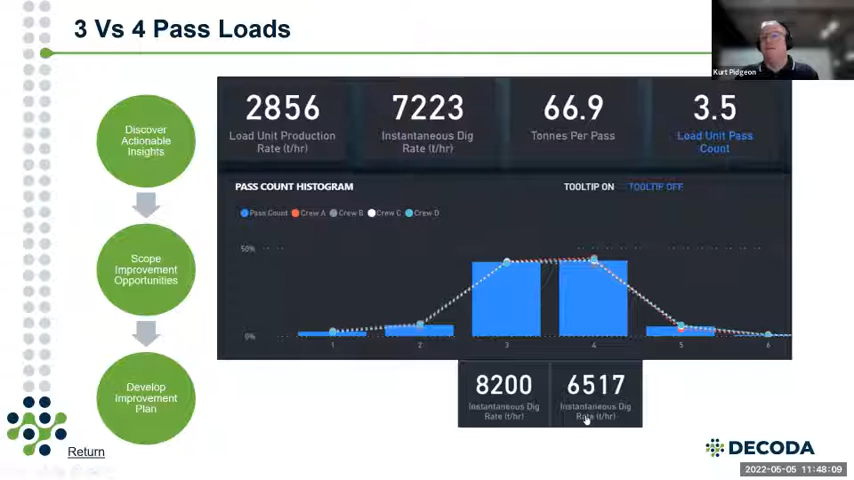 3 Vs 4 Pass Loads
Kurt Pidgeon
Discover
Actionable
Insights
Scope
Improvement
Opportunities
Develop
Improvement
Plan
Return
2856
Load Unit Production
Rate (t/hr)
7223
Instantaneous Dig
Rate (t/hr)
66.9
Tonnes Per Pass
3.5
Load Unit Pass
Count
PASS COUNT HISTOGRAM
TOOLTIP ON
TOOLTIP OFF
Pass Count Crew A Crew B Crew C Crew D
50%
0%
1 2 3 4 5 6
8200
Instantaneous Dig
Rate (t/hr)
6517
Instantaneous Dig
Rate (t/hr)
DECODA
2022-05-05 11:48:09